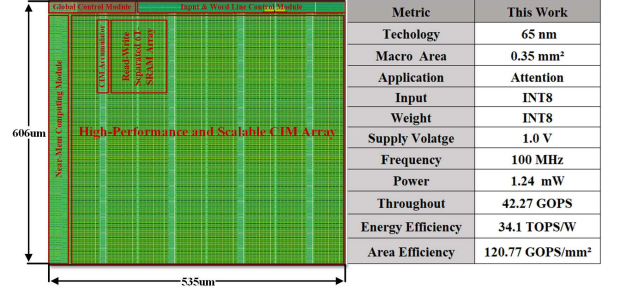 Global Control Module
Input & Word Line Control Module
Near-Mem Computing Module
CIM Accumulator
Read-Write
Separated 6T-
SRAM Array
High-Performance and Scalable CIM Array
606um
535um
Metric This Work
Techology 65 nm
Macro Area 0.35 mm²
Application Attention
Input INT8
Weight INT8
Supply Volatge 1.0 V
Frequency 100 MHz
Power 1.24 mW
Throughout 42.27 GOPS
Energy Efficiency 34.1 TOPS/W
Area Efficiency 120.77 GOPS/mm²